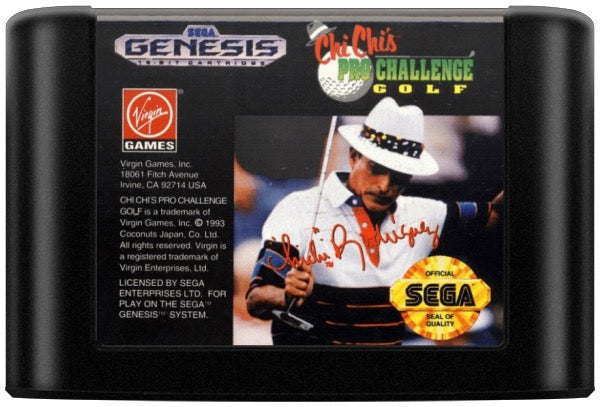 SEGA
GENESIS
16-BIT CARTRIDGE
Chi Chi's
PRO CHALLENGE
GOLF
Virgin
GAMES
Virgin Games, Inc.
18061 Fitch Avenue
Irvine, CA 92714 USA
CHI CHI'S PRO CHALLENGE
GOLF is a trademark of
Virgin Games, Inc. © 1993
Coconuts Japan, Co. Ltd.
All rights reserved. Virgin is
a registered trademark of
Virgin Enterprises, Ltd.
LICENSED BY SEGA
ENTERPRISES LTD. FOR
PLAY ON THE SEGA™
GENESIS™ SYSTEM.
"Chi Chi" Rodriguez
OFFICIAL
SEGA
SEAL OF
QUALITY